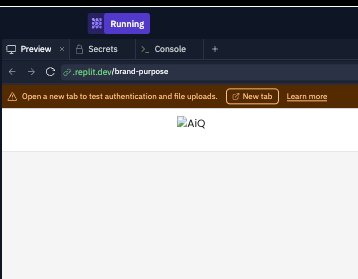 Running
Preview × Secrets Console +
.replit.dev/brand-purpose
Open a new tab to test authentication and file uploads. New tab Learn more
AiQ